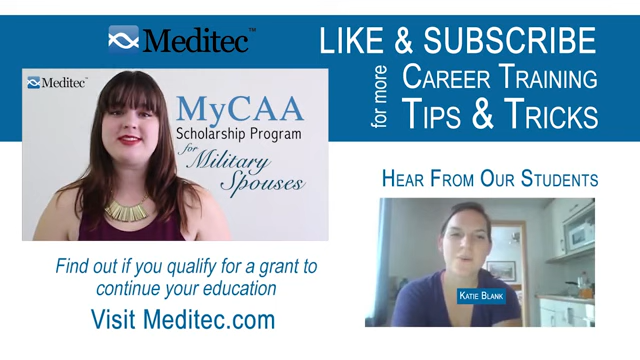 Meditec™
LIKE & SUBSCRIBE
for more
CAREER TRAINING
TIPS & TRICKS
Meditec™
MyCAA
Scholarship Program
for Military
Spouses
HEAR FROM OUR STUDENTS
KATIE BLANK
Find out if you qualify for a grant to
continue your education
Visit Meditec.com